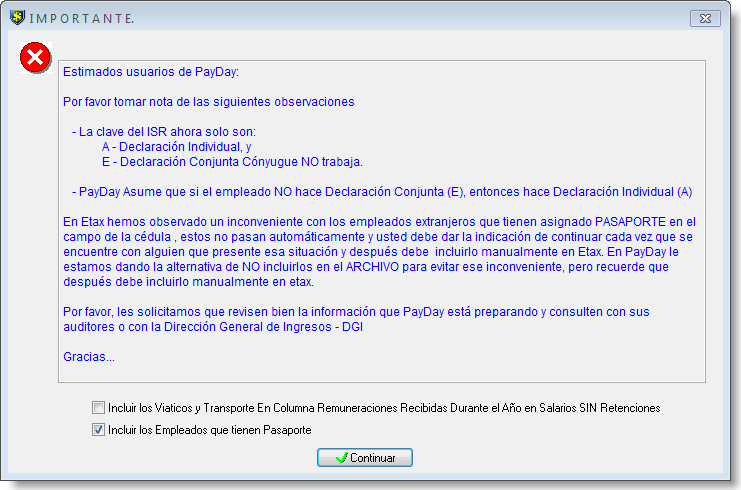 I M P O R T A N T E.
Estimados usuarios de PayDay:
Por favor tomar nota de las siguientes observaciones
- La clave del ISR ahora solo son:
A - Declaración Individual, y
E - Declaración Conjunta Cónyugue NO trabaja.
- PayDay Asume que si el empleado NO hace Declaración Conjunta (E), entonces hace Declaración Individual (A)
En Etax hemos observado un inconveniente con los empleados extranjeros que tienen asignado PASAPORTE en el
campo de la cédula , estos no pasan automáticamente y usted debe dar la indicación de continuar cada vez que se
encuentre con alguien que presente esa situación y después debe  incluirlo manualmente en Etax. En PayDay le
estamos dando la alternativa de NO incluirlos en el ARCHIVO para evitar ese inconveniente, pero recuerde que
después debe incluirlo manualmente en etax.
Por favor, les solicitamos que revisen bien la información que PayDay está preparando y consulten con sus
auditores o con la Dirección General de Ingresos - DGI
Gracias...
Incluir los Viaticos y Transporte En Columna Remuneraciones Recibidas Durante el Año en Salarios SIN Retenciones
Incluir los Empleados que tienen Pasaporte
Continuar